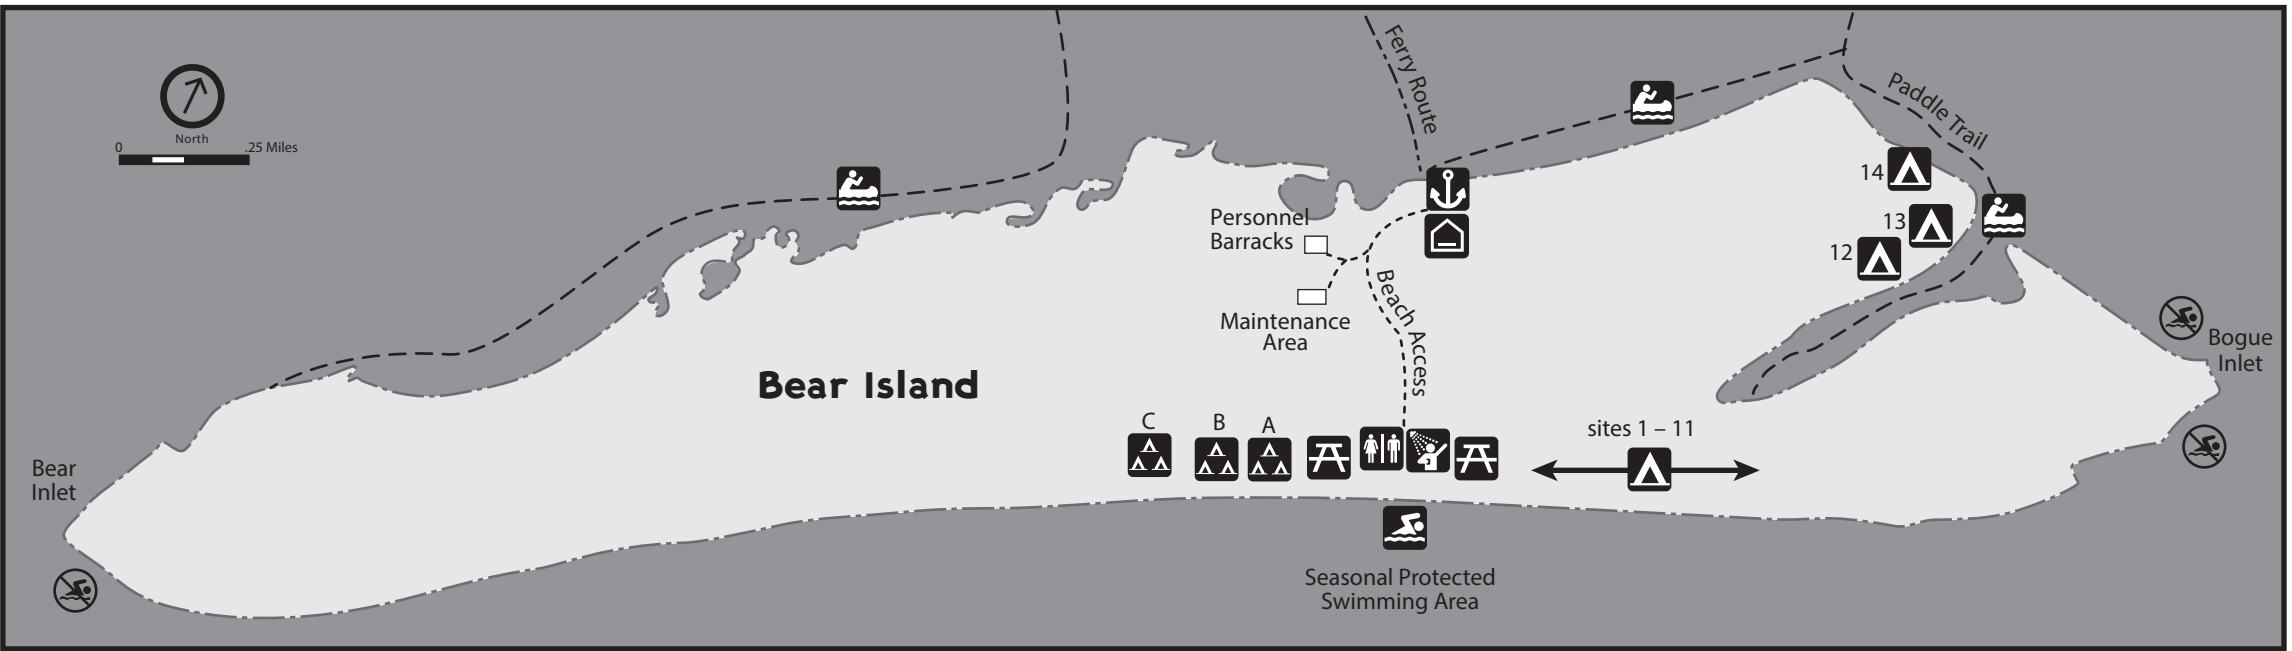 Ferry Route
Paddle Trail
North
0 .25 Miles
14
13
12
Personnel
Barracks
Maintenance
Area
Beach Access
Bogue
Inlet
Bear Island
C B A
sites 1 – 11
Bear
Inlet
Seasonal Protected
Swimming Area